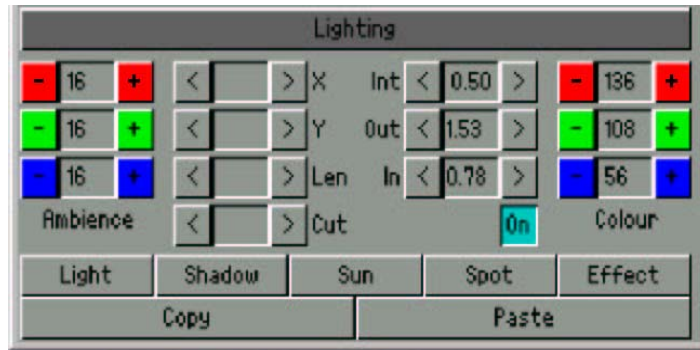 Lighting
- 16 + < > X Int < 0.50 > - 136 +
- 16 + < > Y Out < 1.53 > - 108 +
- 16 + < > Len In < 0.78 > - 56 +
Ambience < > Cut On Colour
Light Shadow Sun Spot Effect
Copy Paste